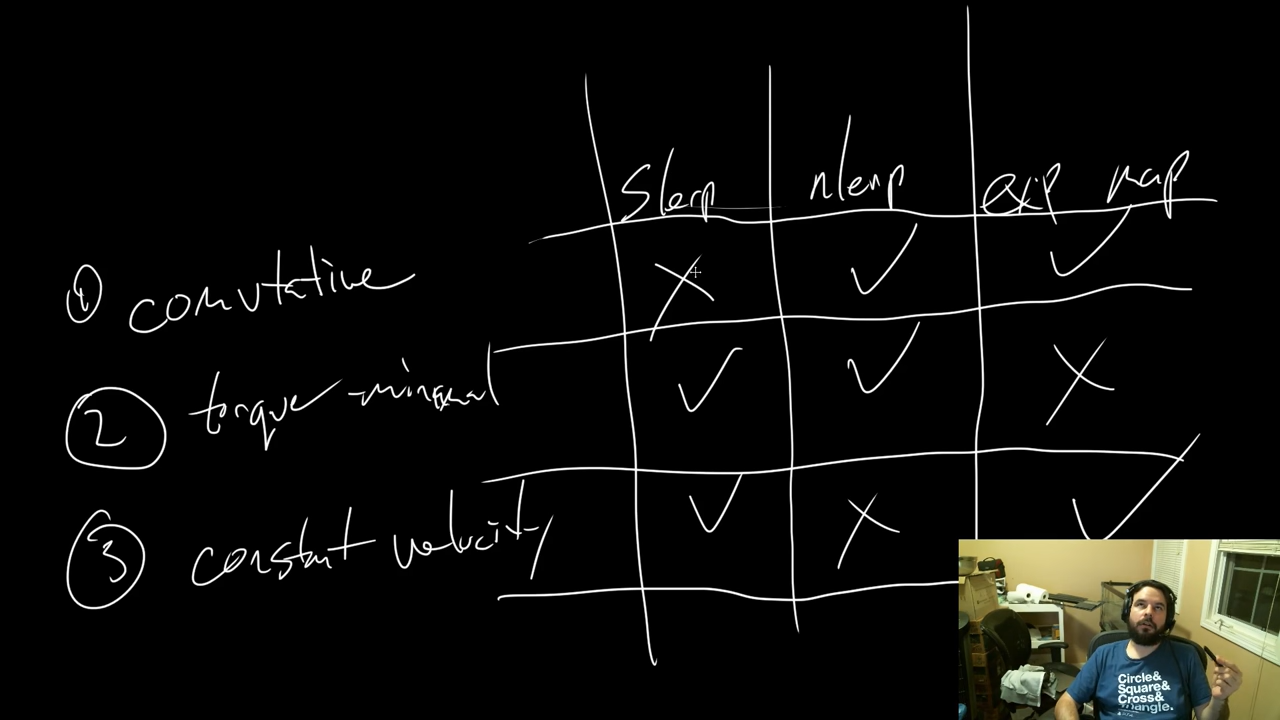 slerp nlerp exp map
① comutative
② torque-minimal
③ constant velocity
Circle&
Square&
Cross&
Triangle.